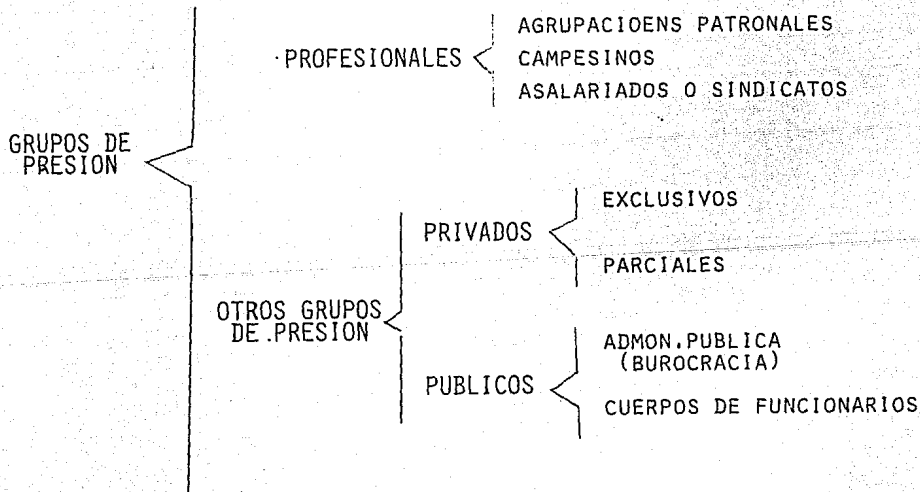 GRUPOS DE
PRESION
PROFESIONALES
AGRUPACIOENS PATRONALES
CAMPESINOS
ASALARIADOS O SINDICATOS
OTROS GRUPOS
DE.PRESION
PRIVADOS
EXCLUSIVOS
PARCIALES
PUBLICOS
ADMON.PUBLICA
(BUROCRACIA)
CUERPOS DE FUNCIONARIOS